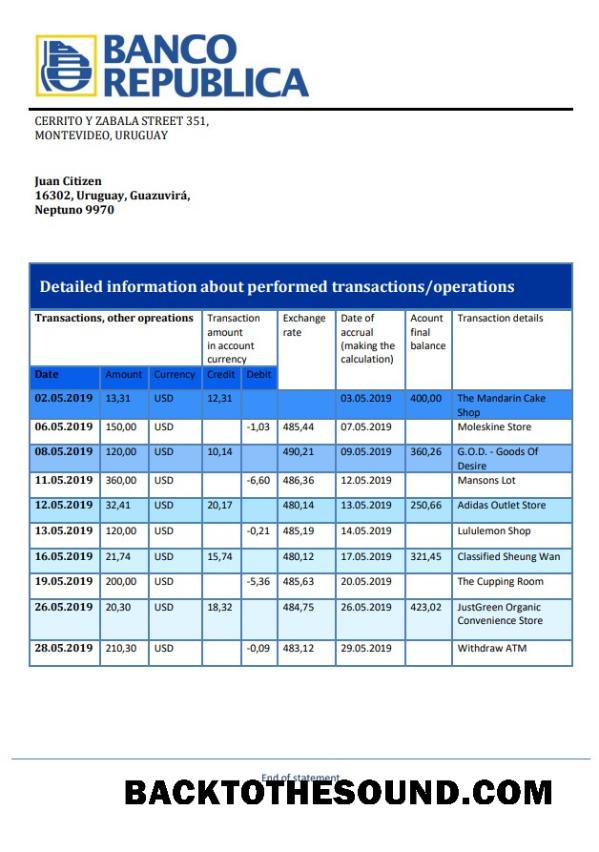 BANCO
REPUBLICA
CERRITO Y ZABALA STREET 351,
MONTEVIDEO, URUGUAY
Juan Citizen
16302, Uruguay, Guazuvirá,
Neptuno 9970
Detailed information about performed transactions/operations
Transactions, other opreations Transaction amount in account currency Exchange rate Date of accrual (making the calculation) Acount final balance Transaction details
Date Amount Currency Credit Debit
02.05.2019 13,31 USD 12,31 03.05.2019 400,00 The Mandarin Cake Shop
06.05.2019 150,00 USD -1,03 485,44 07.05.2019 Moleskine Store
08.05.2019 120,00 USD 10,14 490,21 09.05.2019 360,26 G.O.D. - Goods Of Desire
11.05.2019 360,00 USD -6,60 486,36 12.05.2019 Mansons Lot
12.05.2019 32,41 USD 20,17 480,14 13.05.2019 250,66 Adidas Outlet Store
13.05.2019 120,00 USD -0,21 485,19 14.05.2019 Lululemon Shop
16.05.2019 21,74 USD 15,74 480,12 17.05.2019 321,45 Classified Sheung Wan
19.05.2019 200,00 USD -5,36 485,63 20.05.2019 The Cupping Room
26.05.2019 20,30 USD 18,32 484,75 26.05.2019 423,02 JustGreen Organic Convenience Store
28.05.2019 210,30 USD -0,09 483,12 29.05.2019 Withdraw ATM
End of statement
BACKTOTHESOUND.COM